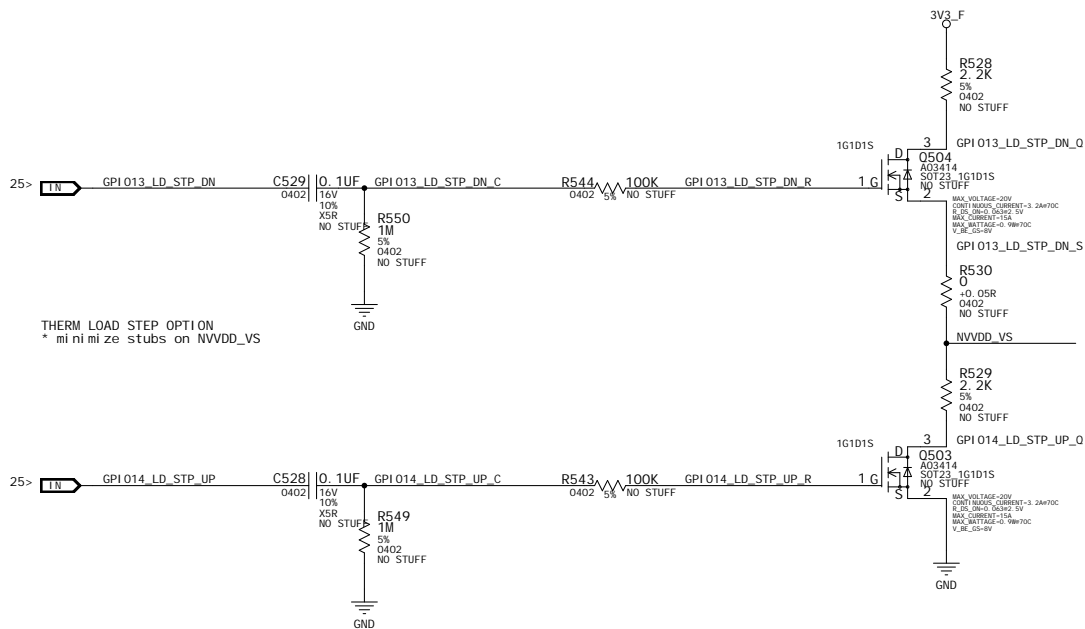 3V3_F
R528
2.2K
5%
0402
NO STUFF
1G1D1S
3
GPIO13_LD_STP_DN_Q
D
Q504
AO3414
SOT23_1G1D1S
NO STUFF
1 G
S
2
MAX_VOLTAGE=20V
CONTINUOUS_CURRENT=3.2A@70C
R_DS_ON=0.063@2.5V
MAX_CURRENT=15A
MAX_WATTAGE=0.9W@70C
V_BE_GS=8V
25> IN GPIO13_LD_STP_DN
C529 0.1UF
0402 16V
10%
X5R
NO STUFF
GPIO13_LD_STP_DN_C
R550
1M
5%
0402
NO STUFF
GND
R544 100K
0402 5% NO STUFF
GPIO13_LD_STP_DN_R
GPIO13_LD_STP_DN_S
R530
0
+0.05R
0402
NO STUFF
THERM LOAD STEP OPTION
* minimize stubs on NVVDD_VS
NVVDD_VS
R529
2.2K
5%
0402
NO STUFF
1G1D1S
3
GPIO14_LD_STP_UP_Q
D
Q503
AO3414
SOT23_1G1D1S
NO STUFF
1 G
S
2
MAX_VOLTAGE=20V
CONTINUOUS_CURRENT=3.2A@70C
R_DS_ON=0.063@2.5V
MAX_CURRENT=15A
MAX_WATTAGE=0.9W@70C
V_BE_GS=8V
25> IN GPIO14_LD_STP_UP
C528 0.1UF
0402 16V
10%
X5R
NO STUFF
GPIO14_LD_STP_UP_C
R549
1M
5%
0402
NO STUFF
GND
R543 100K
0402 5% NO STUFF
GPIO14_LD_STP_UP_R
GND